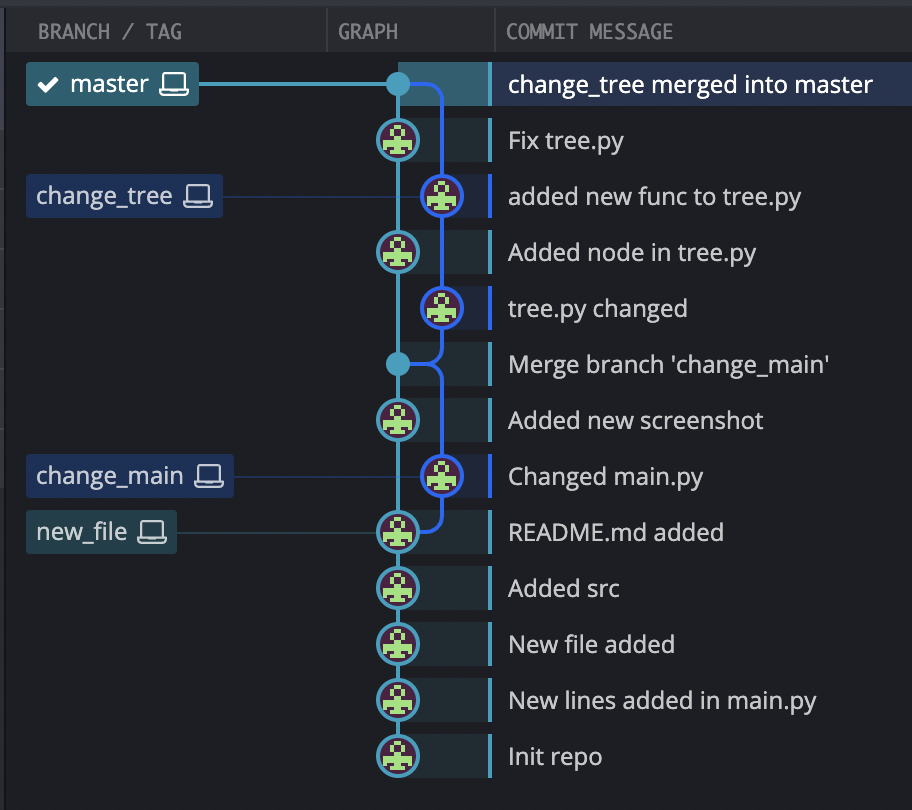 BRANCH / TAG GRAPH COMMIT MESSAGE
master change_tree merged into master
Fix tree.py
change_tree added new func to tree.py
Added node in tree.py
tree.py changed
Merge branch 'change_main'
Added new screenshot
change_main Changed main.py
new_file README.md added
Added src
New file added
New lines added in main.py
Init repo